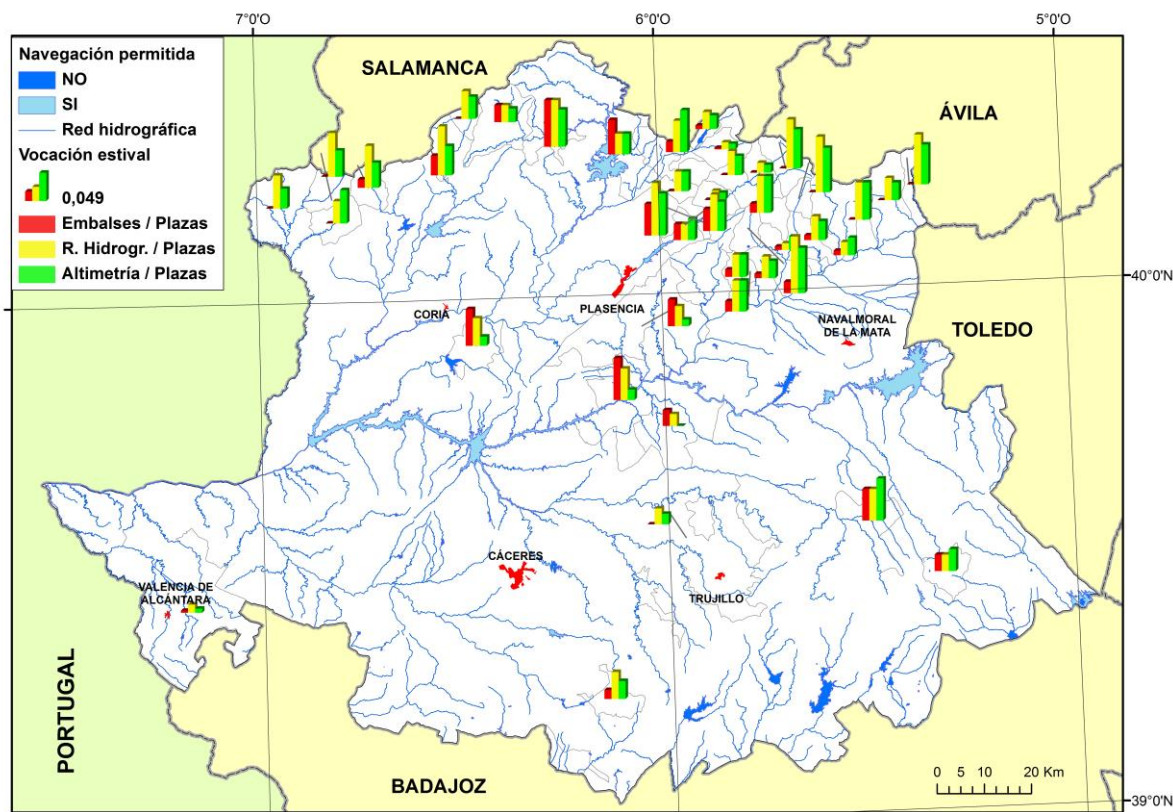 7°0'O
6°0'O
5°0'O
Navegación permitida
NO
SI
Red hidrográfica
Vocación estival
0,049
Embalses / Plazas
R. Hidrogr. / Plazas
Altimetría / Plazas
SALAMANCA
ÁVILA
40°0'N
PLASENCIA
CORIA
NAVALMORAL
DE LA MATA
TOLEDO
CÁCERES
TRUJILLO
VALENCIA DE
ALCÁNTARA
PORTUGAL
BADAJOZ
0 5 10 20 Km
39°0'N